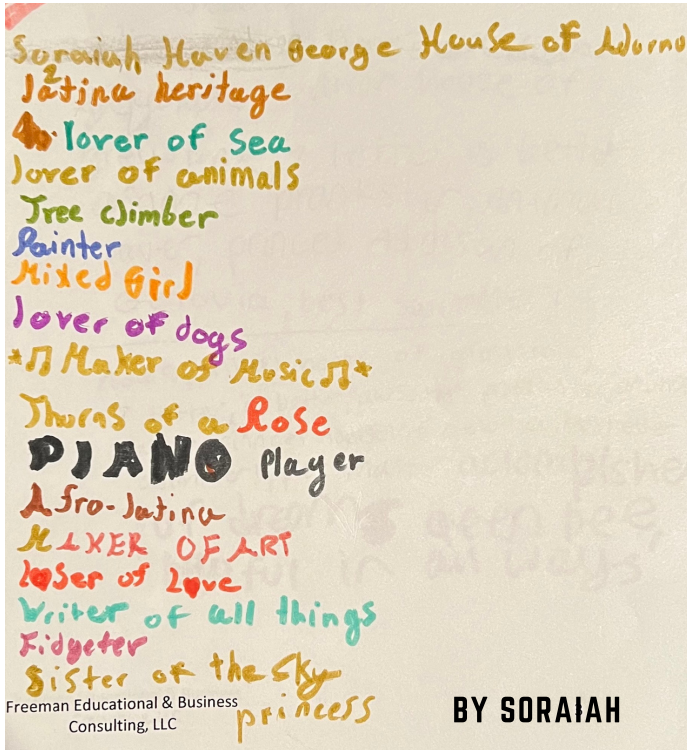 Soraiah Haven George House of Adorno
la2tina heritage
lover of sea
lover of animals
Tree climber
Painter
Mixed Girl
lover of dogs
*♫ Maker of Music ♫*
Thorns of a Rose
PIANO Player
Afro-latina
MAKER OF ART
loser of Love
Writer of all things
Fidgeter
Sister of the sky
princess
Freeman Educational & Business
Consulting, LLC
BY SORAIAH